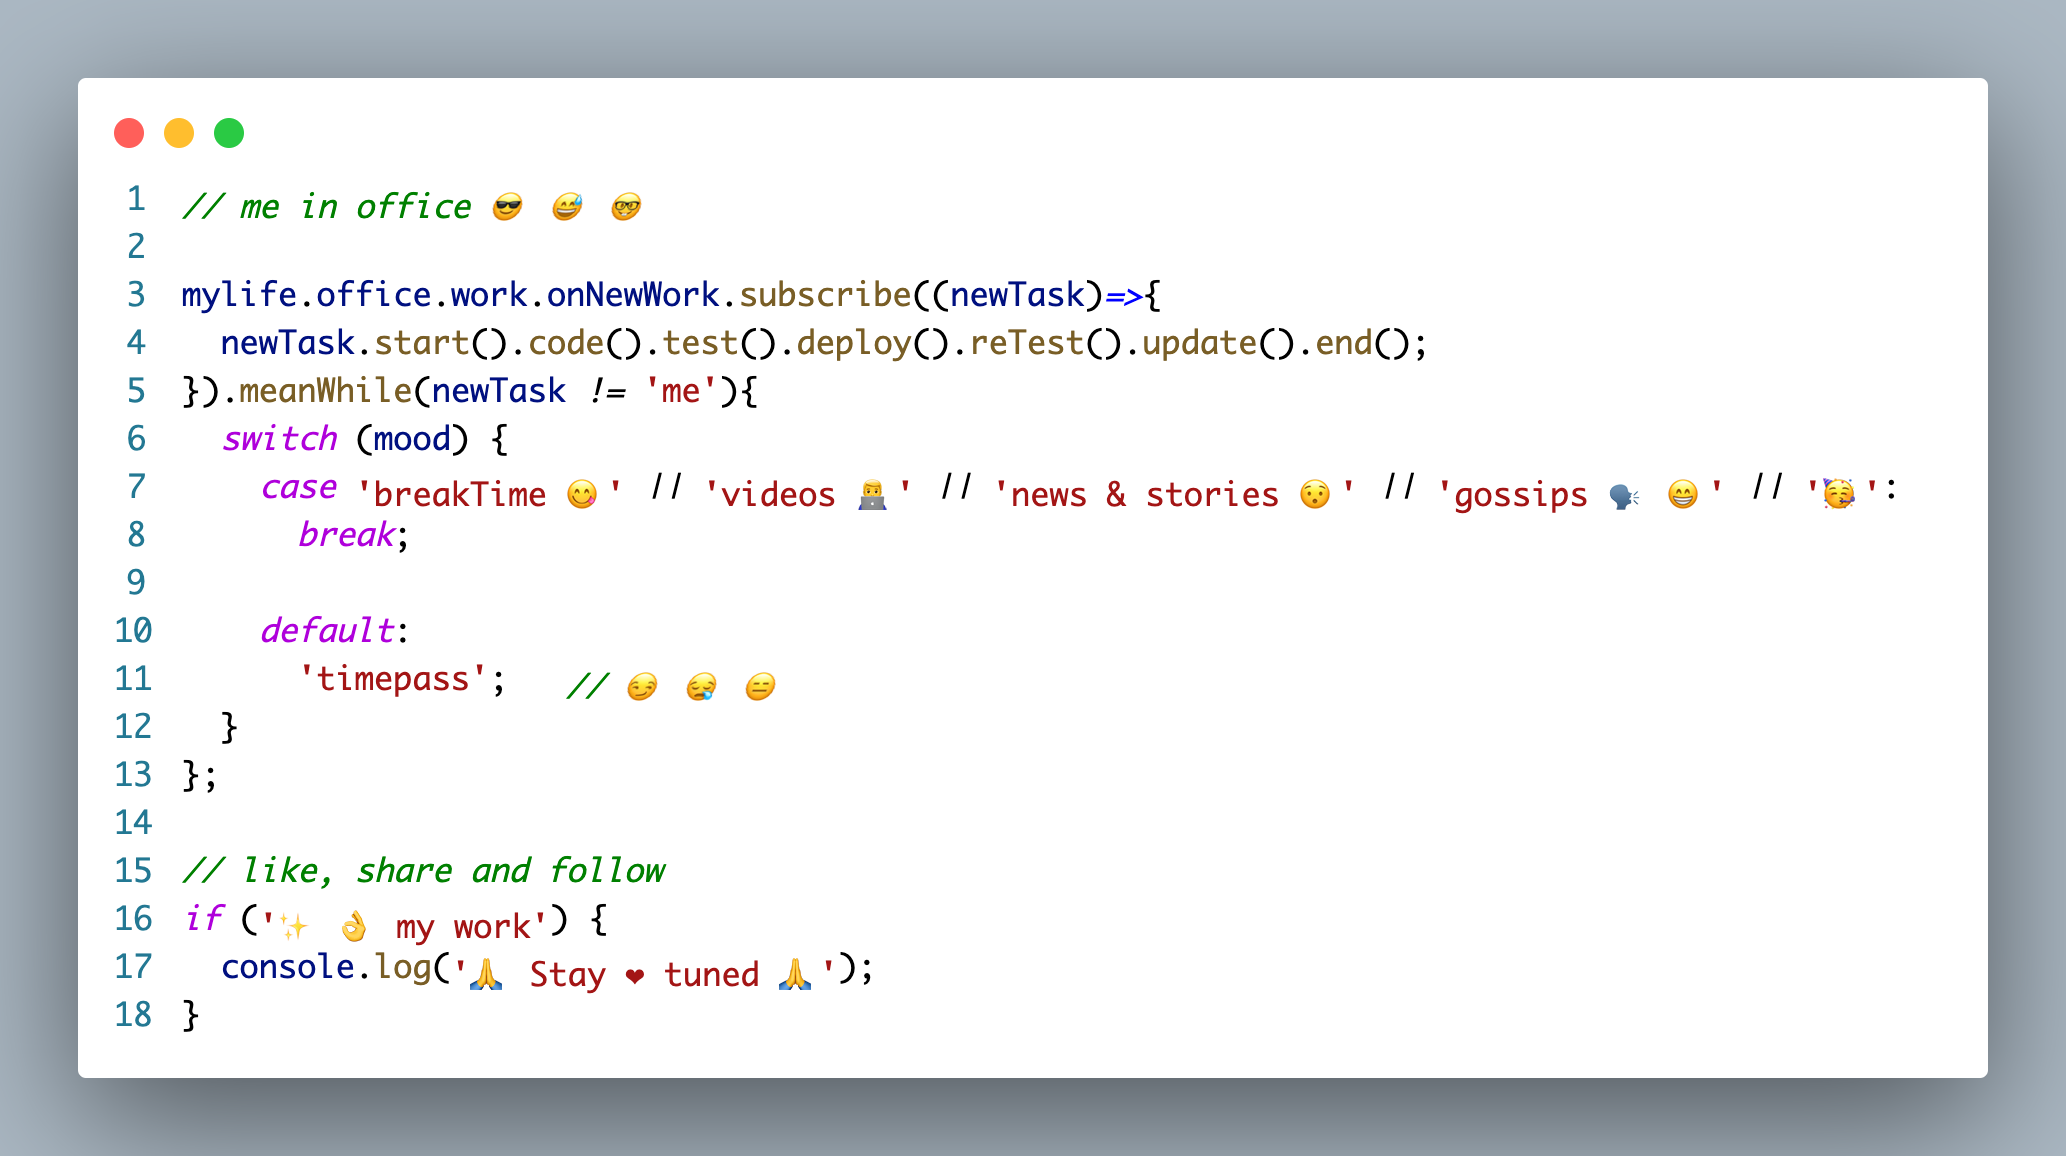 1 // me in office 😎 😅 🤓
2
3 mylife.office.work.onNewWork.subscribe((newTask)=>{
4   newTask.start().code().test().deploy().reTest().update().end();
5 }).meanWhile(newTask != 'me'){
6   switch (mood) {
7     case 'breakTime 😋' // 'videos 👨‍💻' // 'news & stories 😯' // 'gossips 🗣 😁' // '🥳':
8       break;
9
10     default:
11       'timepass';   // 😏 😪 😑
12   }
13 };
14
15 // like, share and follow
16 if ('✨ 👌 my work') {
17   console.log('🙏 Stay ❤ tuned 🙏');
18 }